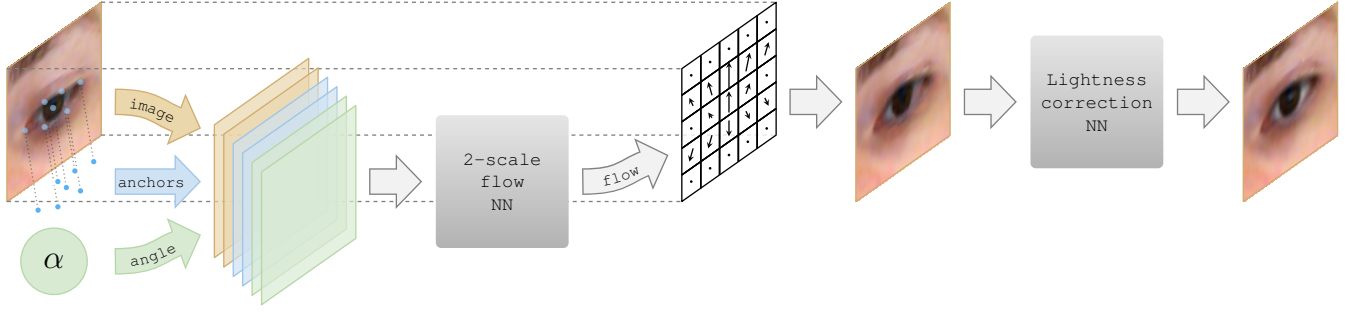 image
anchors
α
angle
2-scale
flow
NN
flow
Lightness
correction
NN